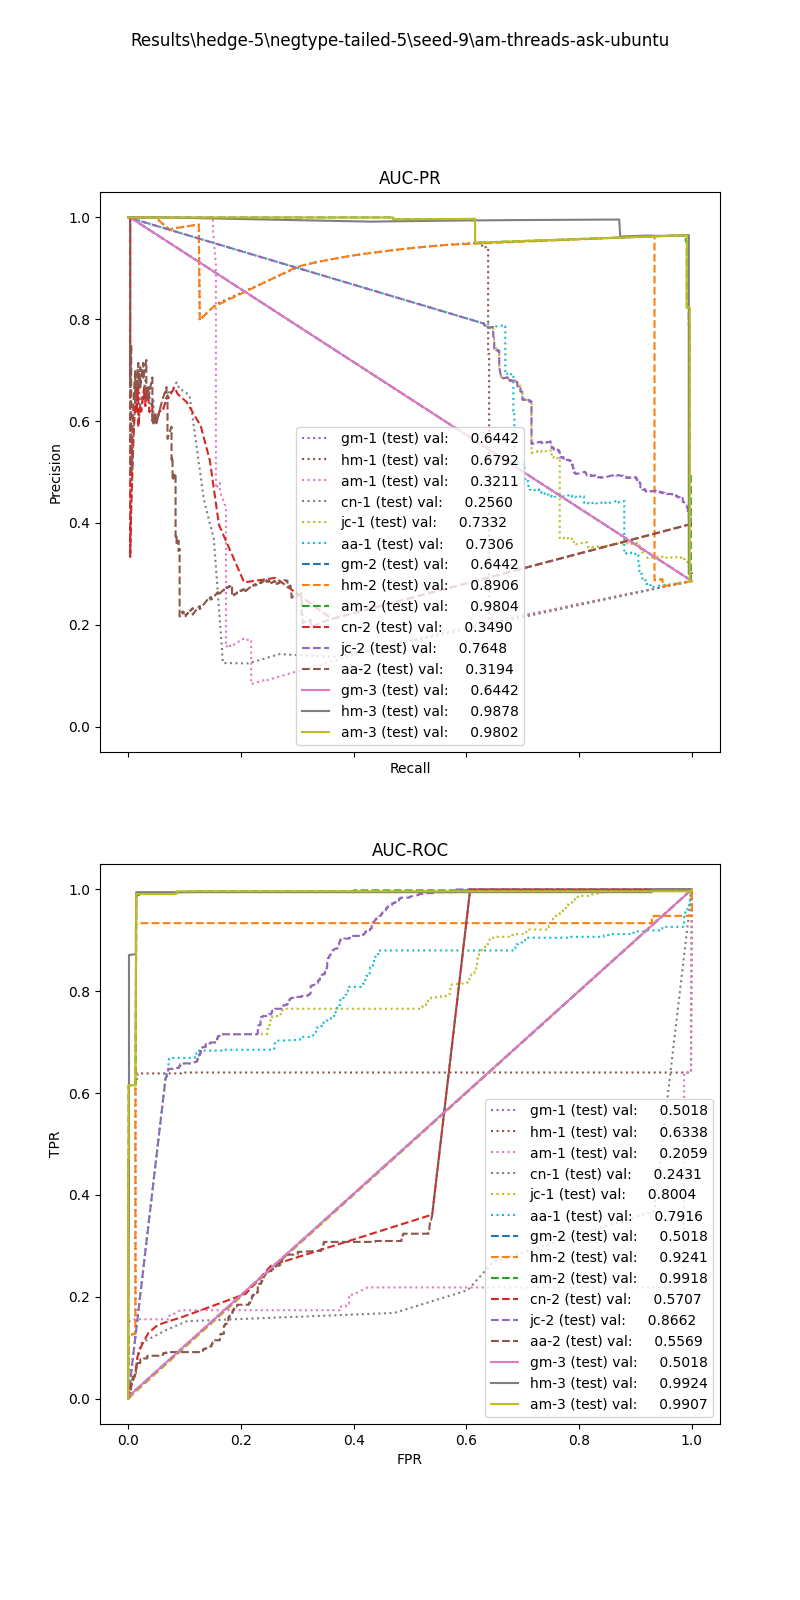 Results\hedge-5\negtype-tailed-5\seed-9\am-threads-ask-ubuntu
AUC-PR
1.0
0.8
0.6
0.4
0.2
0.0
Precision
gm-1 (test) val: 0.6442
hm-1 (test) val: 0.6792
am-1 (test) val: 0.3211
cn-1 (test) val: 0.2560
jc-1 (test) val: 0.7332
aa-1 (test) val: 0.7306
gm-2 (test) val: 0.6442
hm-2 (test) val: 0.8906
am-2 (test) val: 0.9804
cn-2 (test) val: 0.3490
jc-2 (test) val: 0.7648
aa-2 (test) val: 0.3194
gm-3 (test) val: 0.6442
hm-3 (test) val: 0.9878
am-3 (test) val: 0.9802
Recall
AUC-ROC
1.0
0.8
0.6
0.4
0.2
0.0
TPR
gm-1 (test) val: 0.5018
hm-1 (test) val: 0.6338
am-1 (test) val: 0.2059
cn-1 (test) val: 0.2431
jc-1 (test) val: 0.8004
aa-1 (test) val: 0.7916
gm-2 (test) val: 0.5018
hm-2 (test) val: 0.9241
am-2 (test) val: 0.9918
cn-2 (test) val: 0.5707
jc-2 (test) val: 0.8662
aa-2 (test) val: 0.5569
gm-3 (test) val: 0.5018
hm-3 (test) val: 0.9924
am-3 (test) val: 0.9907
0.0 0.2 0.4 0.6 0.8 1.0
FPR